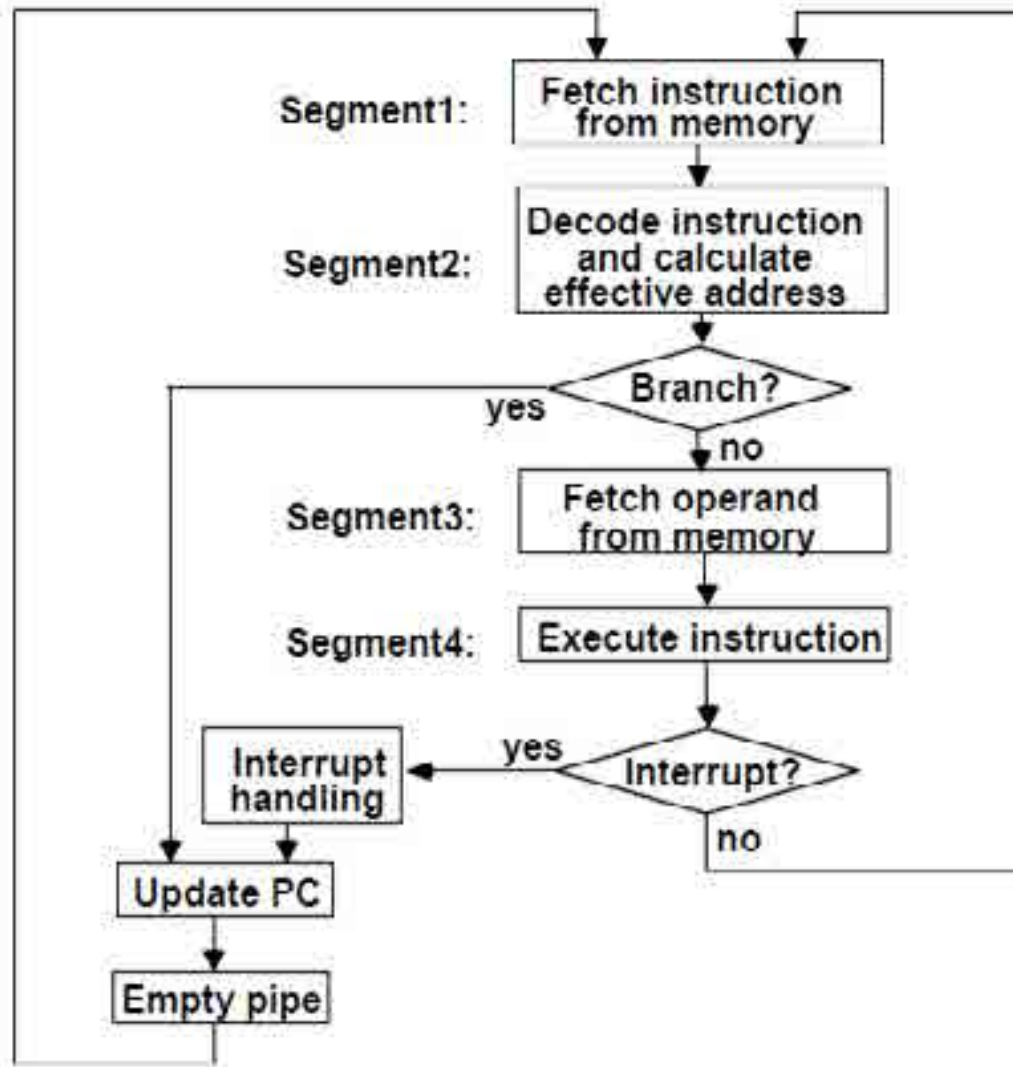 Segment1:
Fetch instruction
from memory
Segment2:
Decode instruction
and calculate
effective address
Branch?
yes
no
Segment3:
Fetch operand
from memory
Segment4:
Execute instruction
Interrupt?
yes
no
Interrupt
handling
Update PC
Empty pipe